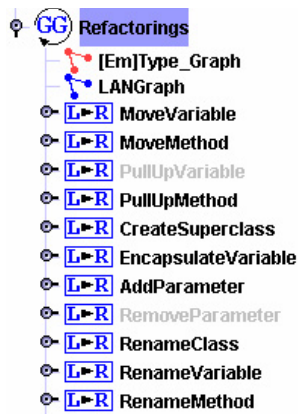 GG Refactorings
[Em]Type_Graph
LANGraph
L►R MoveVariable
L►R MoveMethod
L►R PullUpVariable
L►R PullUpMethod
L►R CreateSuperclass
L►R EncapsulateVariable
L►R AddParameter
L►R RemoveParameter
L►R RenameClass
L►R RenameVariable
L►R RenameMethod